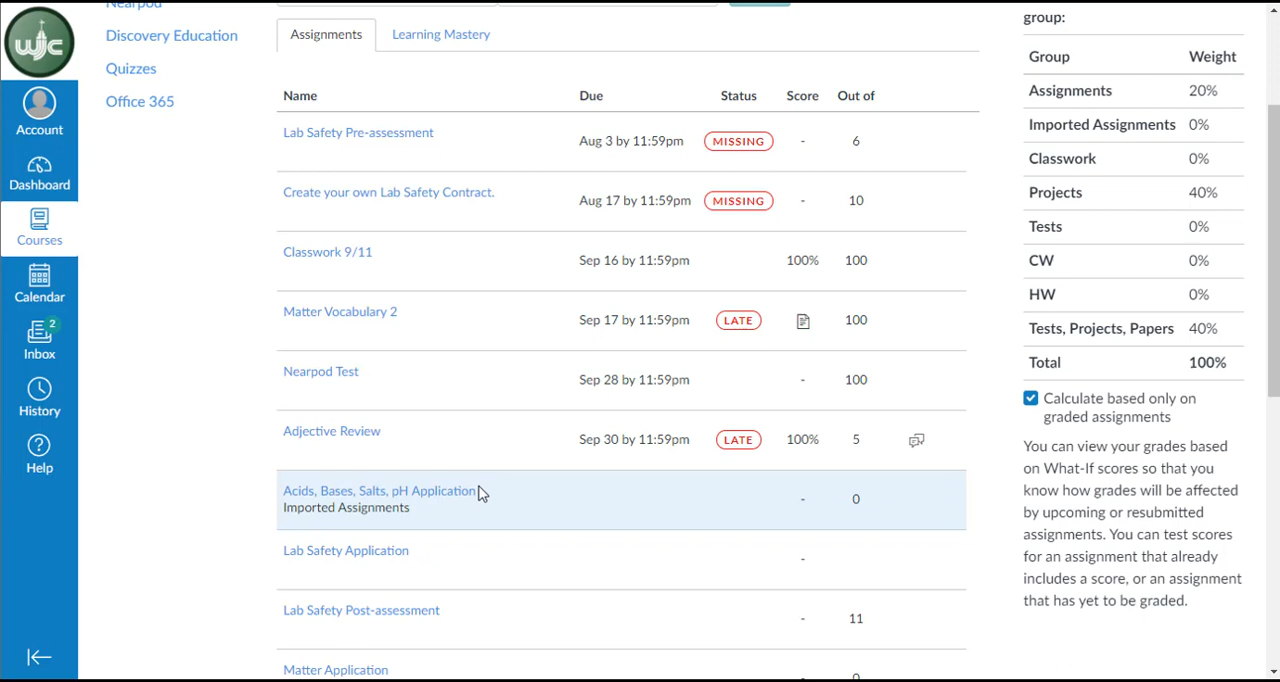 Nearpod
Discovery Education
Quizzes
Office 365
WJC
Account
Dashboard
Courses
Calendar
2
Inbox
History
Help
Assignments
Learning Mastery
Name Due Status Score Out of
Lab Safety Pre-assessment Aug 3 by 11:59pm MISSING - 6
Create your own Lab Safety Contract. Aug 17 by 11:59pm MISSING - 10
Classwork 9/11 Sep 16 by 11:59pm 100% 100
Matter Vocabulary 2 Sep 17 by 11:59pm LATE 100
Nearpod Test Sep 28 by 11:59pm - 100
Adjective Review Sep 30 by 11:59pm LATE 100% 5
Acids, Bases, Salts, pH Application - 0
Imported Assignments
Lab Safety Application -
Lab Safety Post-assessment - 11
Matter Application 0
group:
Group Weight
Assignments 20%
Imported Assignments 0%
Classwork 0%
Projects 40%
Tests 0%
CW 0%
HW 0%
Tests, Projects, Papers 40%
Total 100%
Calculate based only on
graded assignments
You can view your grades based
on What-If scores so that you
know how grades will be affected
by upcoming or resubmitted
assignments. You can test scores
for an assignment that already
includes a score, or an assignment
that has yet to be graded.